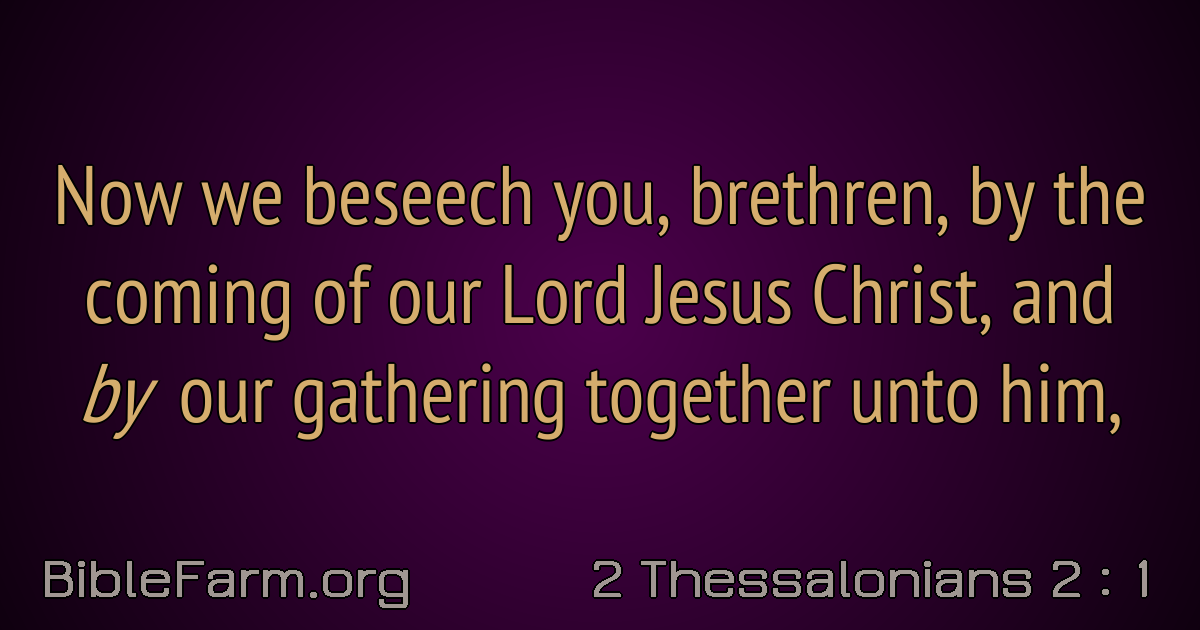 Now we beseech you, brethren, by the
coming of our Lord Jesus Christ, and
by our gathering together unto him,
BibleFarm.org
2 Thessalonians 2 : 1